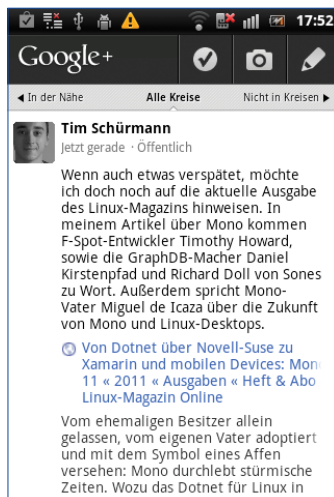 17:52
Google+
In der Nähe Alle Kreise Nicht in Kreisen
Tim Schürmann
Jetzt gerade · Öffentlich
Wenn auch etwas verspätet, möchte
ich doch noch auf die aktuelle Ausgabe
des Linux-Magazins hinweisen. In
meinem Artikel über Mono kommen
F-Spot-Entwickler Timothy Howard,
sowie die GraphDB-Macher Daniel
Kirstenpfad und Richard Doll von Sones
zu Wort. Außerdem spricht Mono-
Vater Miguel de Icaza über die Zukunft
von Mono und Linux-Desktops.
Von Dotnet über Novell-Suse zu
Xamarin und mobilen Devices: Mon
11 « 2011 « Ausgaben « Heft & Abo
Linux-Magazin Online
Vom ehemaligen Besitzer allein
gelassen, vom eigenen Vater adoptiert
und mit dem Symbol eines Affen
versehen: Mono durchlebt stürmische
Zeiten. Wozu das Dotnet für Linux in